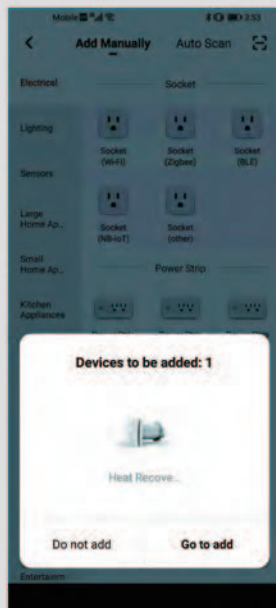 Mobile 3:53
Add Manually Auto Scan
Electrical
Socket
Lighting
Socket
(Wi-Fi)
Socket
(Zigbee)
Socket
(BLE)
Sensors
Large
Home Ap...
Socket
(NB-IoT)
Socket
(other)
Small
Home Ap...
Power Strip
Kitchen
Appliances
Devices to be added: 1
Heat Recove...
Do not add Go to add